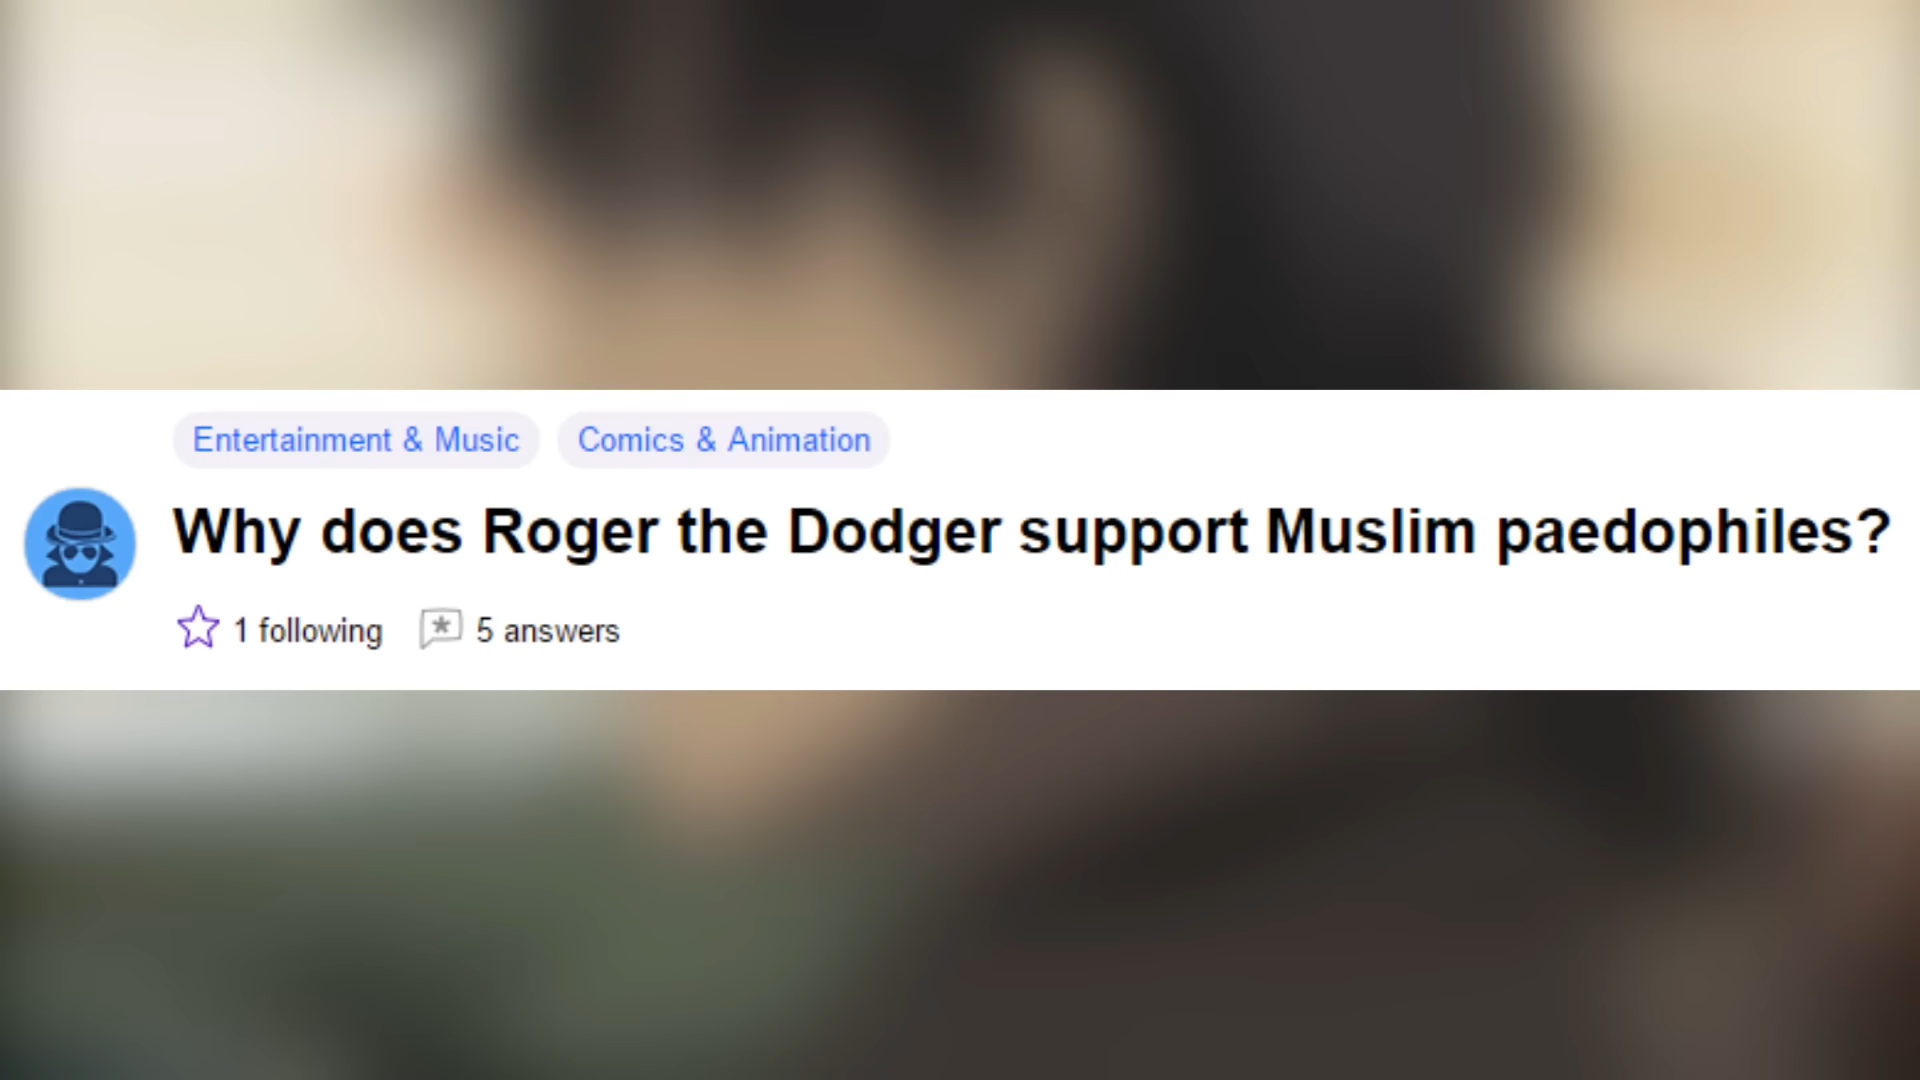 Entertainment & Music Comics & Animation
Why does Roger the Dodger support Muslim paedophiles?
1 following 5 answers